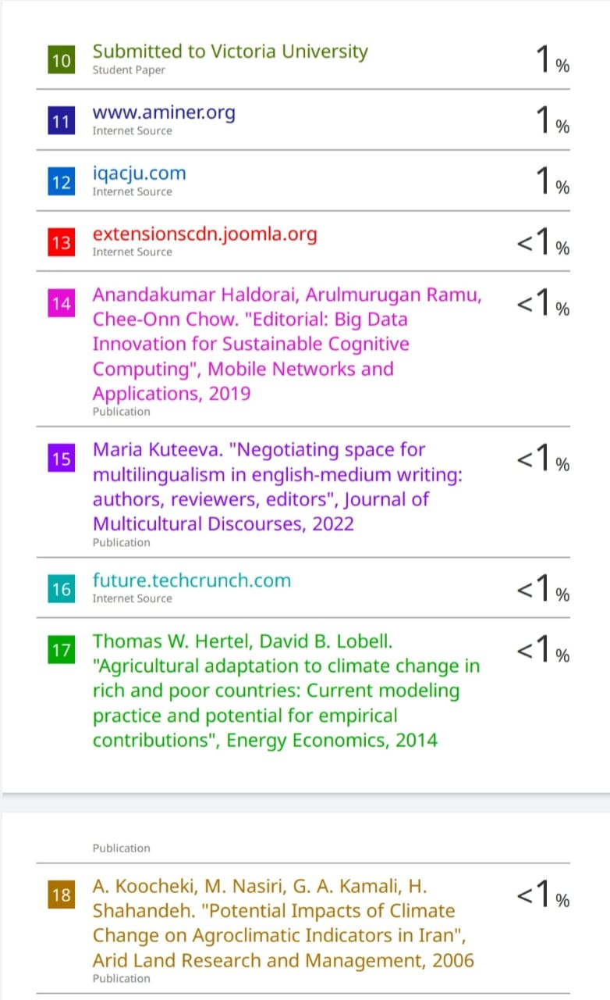 10 Submitted to Victoria University 1%
Student Paper
11 www.aminer.org 1%
Internet Source
12 iqacju.com 1%
Internet Source
13 extensionscdn.joomla.org <1%
Internet Source
14 Anandakumar Haldorai, Arulmurugan Ramu, <1%
Chee-Onn Chow. "Editorial: Big Data
Innovation for Sustainable Cognitive
Computing", Mobile Networks and
Applications, 2019
Publication
15 Maria Kuteeva. "Negotiating space for <1%
multilingualism in english-medium writing:
authors, reviewers, editors", Journal of
Multicultural Discourses, 2022
Publication
16 future.techcrunch.com <1%
Internet Source
17 Thomas W. Hertel, David B. Lobell. <1%
"Agricultural adaptation to climate change in
rich and poor countries: Current modeling
practice and potential for empirical
contributions", Energy Economics, 2014
Publication
18 A. Koocheki, M. Nasiri, G. A. Kamali, H. <1%
Shahandeh. "Potential Impacts of Climate
Change on Agroclimatic Indicators in Iran",
Arid Land Research and Management, 2006
Publication